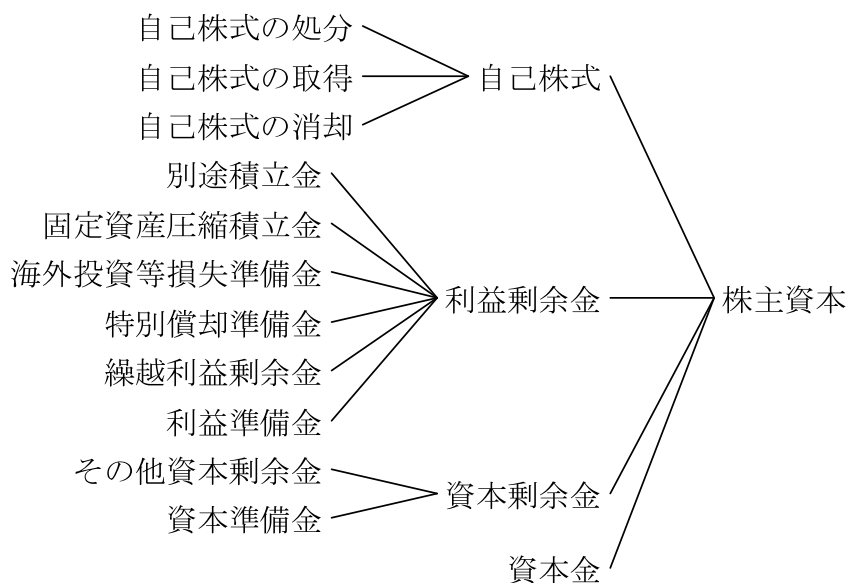 自己株式の処分
自己株式の取得
自己株式
自己株式の消却
別途積立金
固定資産圧縮積立金
海外投資等損失準備金
利益剰余金
株主資本
特別償却準備金
繰越利益剰余金
利益準備金
その他資本剰余金
資本剰余金
資本準備金
資本金